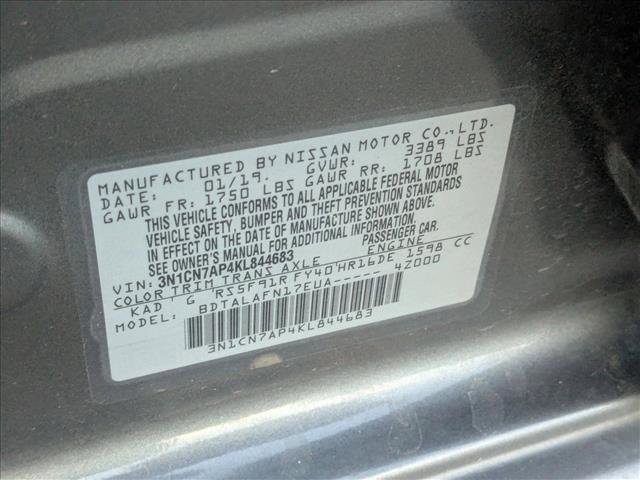 MANUFACTURED BY NISSAN MOTOR CO., LTD.
DATE: 01/19. GVWR: 3389 LBS
GAWR FR: 1750 LBS GAWR RR: 1708 LBS
THIS VEHICLE CONFORMS TO ALL APPLICABLE FEDERAL MOTOR
VEHICLE SAFETY, BUMPER AND THEFT PREVENTION STANDARDS
IN EFFECT ON THE DATE OF MANUFACTURE SHOWN ABOVE.
SEE OWNER'S MANUAL FOR ADDITIONAL INFORMATION.
VIN: 3N1CN7AP4KL844683 PASSENGER CAR.
COLOR TRIM TRANS AXLE ENGINE
KAD G RS5F91R FY40 HR16DE 1598 CC
MODEL: BDTALAFN17EUA----- 4Z000
3N1CN7AP4KL844683